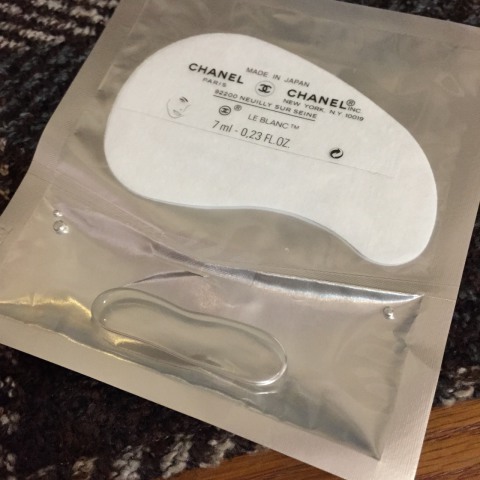 MADE IN JAPAN
CHANEL CHANEL® INC.
PARIS NEW YORK, N.Y. 10019
92200 NEUILLY SUR SEINE
®
LE BLANC™
7 ml - 0.23 FL.OZ.